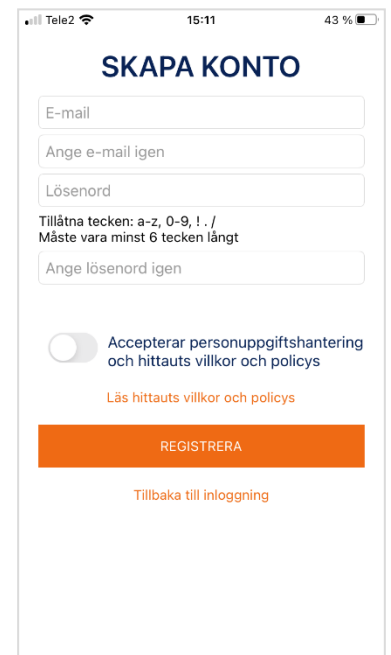 Tele2 15:11 43 %
SKAPA KONTO
E-mail
Ange e-mail igen
Lösenord
Tillåtna tecken: a-z, 0-9, ! . /
Måste vara minst 6 tecken långt
Ange lösenord igen
Accepterar personuppgiftshantering
och hittauts villkor och policys
Läs hittauts villkor och policys
REGISTRERA
Tillbaka till inloggning